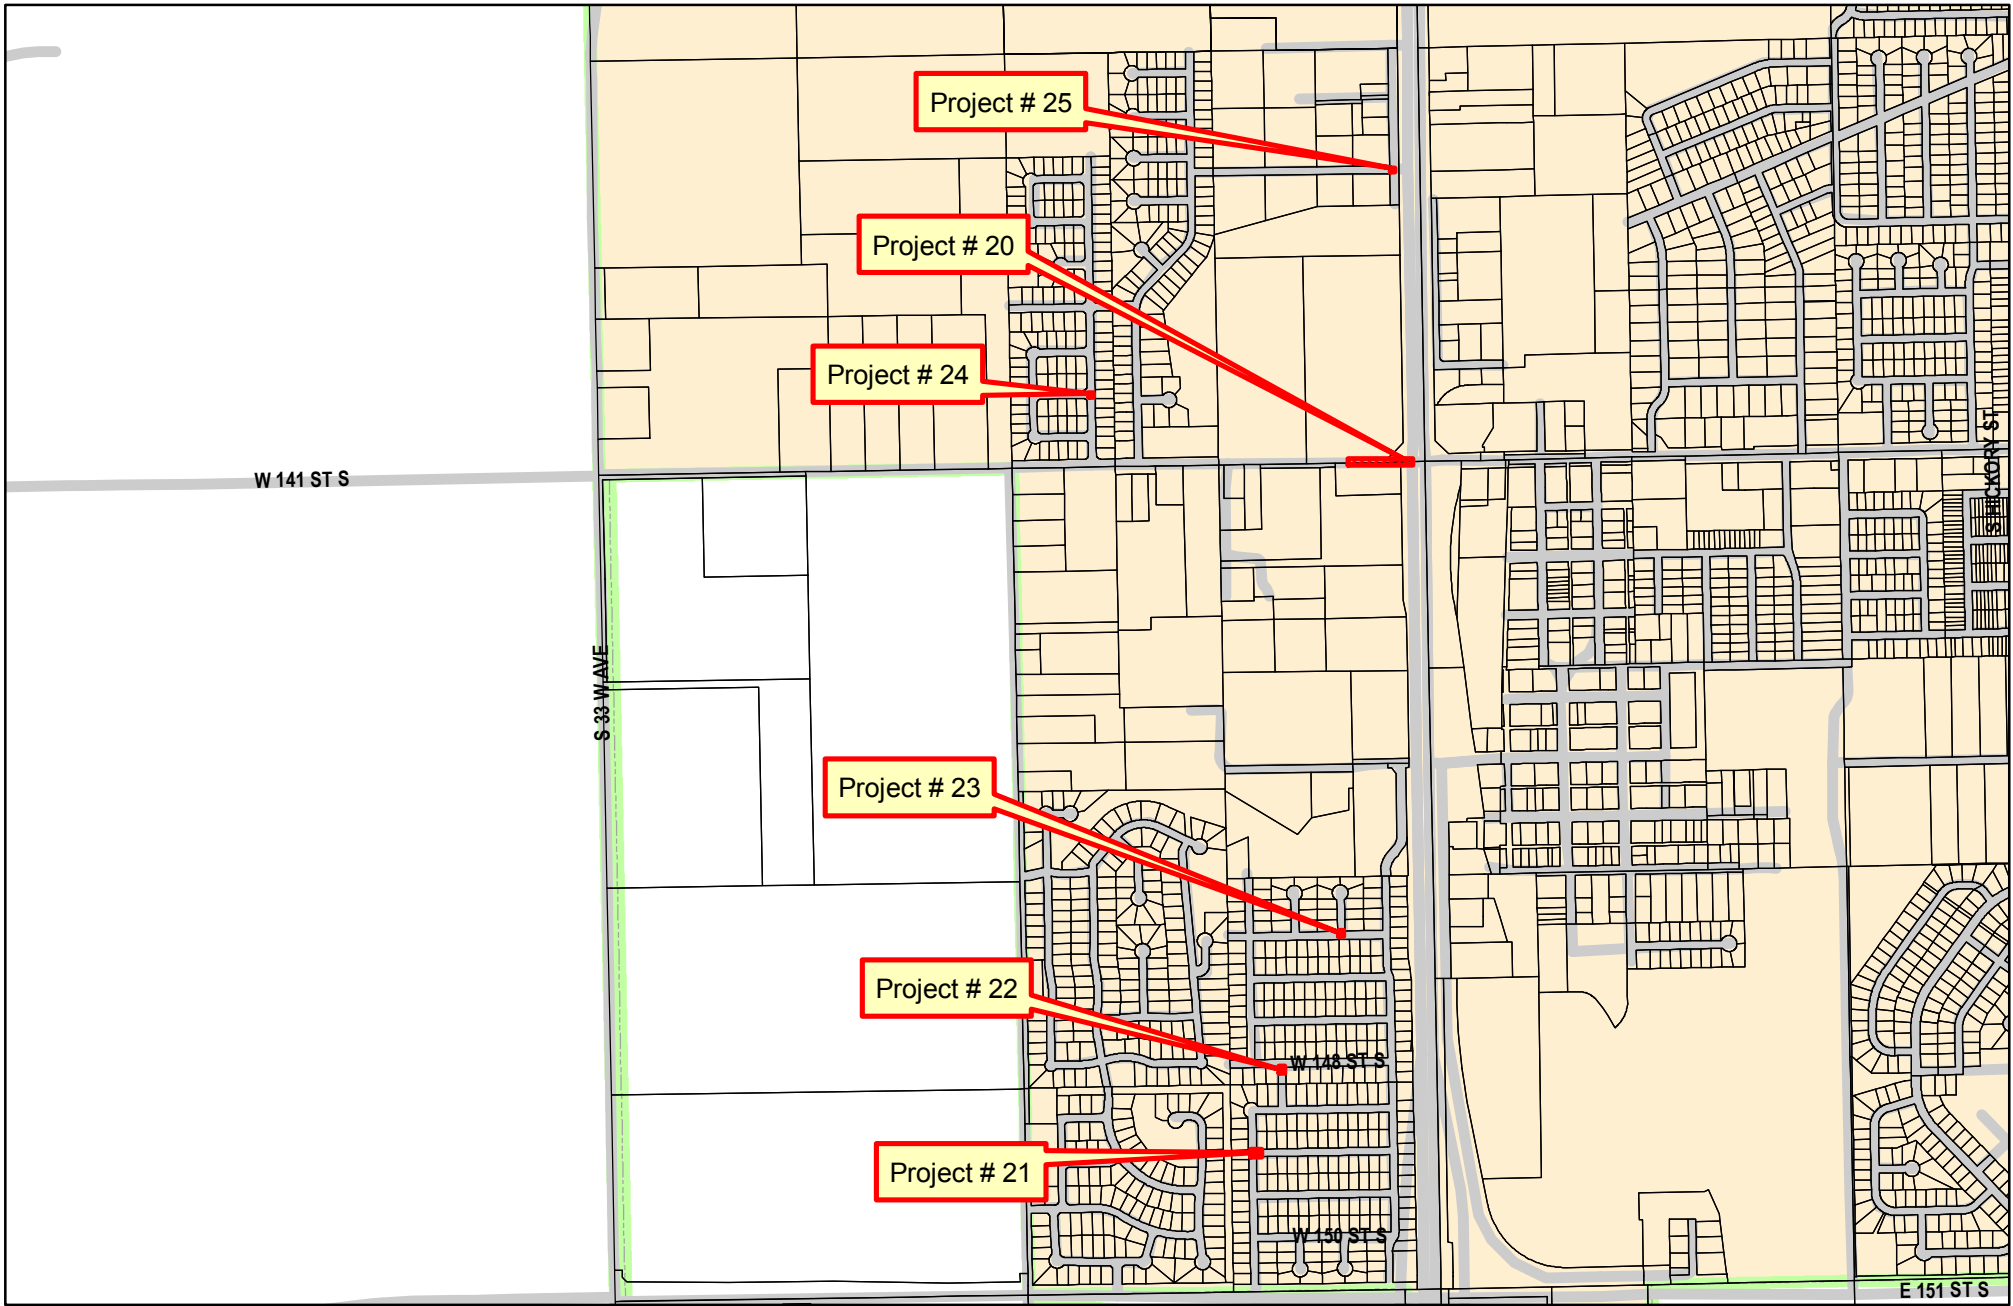 Project # 25
Project # 20
Project # 24
W 141 ST S
S HICKORY ST
S 33 W AVE
Project # 23
Project # 22
W 148 ST S
Project # 21
W 150 ST S
E 151 ST S